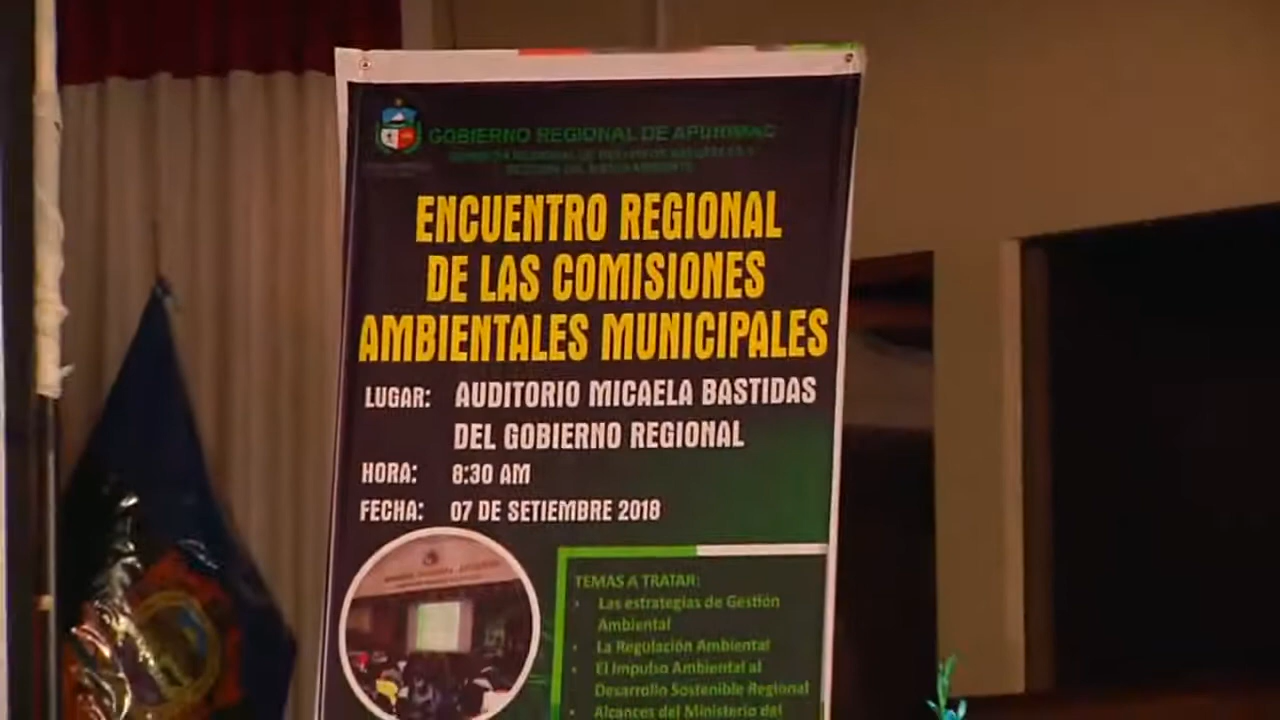 GOBIERNO REGIONAL DE APURIMAC
ENCUENTRO REGIONAL
DE LAS COMISIONES
AMBIENTALES MUNICIPALES
LUGAR: AUDITORIO MICAELA BASTIDAS
DEL GOBIERNO REGIONAL
HORA: 8:30 AM
FECHA: 07 DE SETIEMBRE 2018
TEMAS A TRATAR:
• Las estrategias de Gestión
Ambiental
• La Regulación Ambiental
• El Impulso Ambiental al
Desarrollo Sostenible Regional
• Alcances del Ministerio del